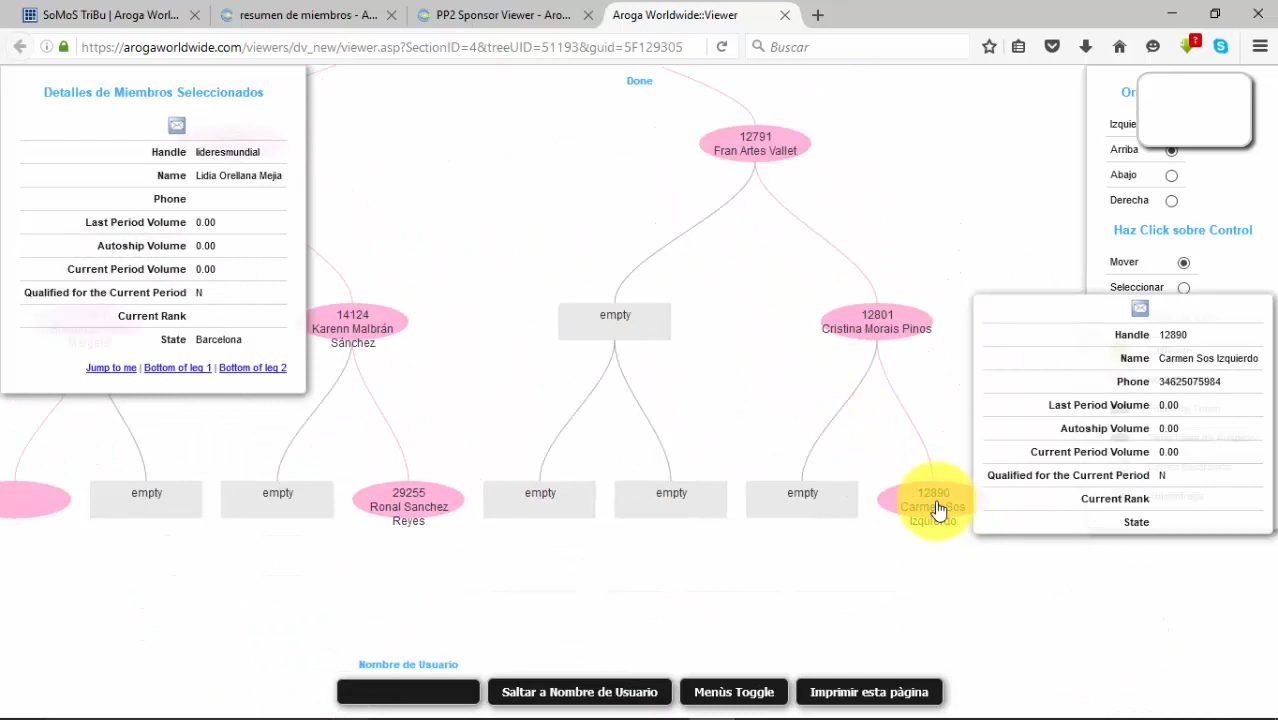 SoMoS TriBu | Aroga Worl...
resumen de miembros - A...
PP2 Sponsor Viewer - Aro...
Aroga Worldwide::Viewer
https://arogaworldwide.com/viewers/dv_new/viewer.asp?SectionID=4&treeUID=51193&guid=5F129305
Buscar
Done
Detalles de Miembros Seleccionados
Handle lideresmundial
Name Lidia Orellana Mejia
Phone
Last Period Volume 0.00
Autoship Volume 0.00
Current Period Volume 0.00
Qualified for the Current Period N
Current Rank
State Barcelona
Jump to me | Bottom of leg 1 | Bottom of leg 2
12791
Fran Artes Vallet
14124
Karenn Malbrán
Sánchez
empty
12801
Cristina Morais Pinos
empty
empty
29255
Ronal Sanchez
Reyes
empty
empty
empty
12890
Carmen Sos
Izquierdo
Or
Izquie
Arriba
Abajo
Derecha
Haz Click sobre Control
Mover
Seleccionar
Handle 12890
Name Carmen Sos Izquierdo
Phone 34625075984
Last Period Volume 0.00
Autoship Volume 0.00
Current Period Volume 0.00
Qualified for the Current Period N
Current Rank
State
Nombre de Usuario
Saltar a Nombre de Usuario
Menùs Toggle
Imprimir esta pàgina